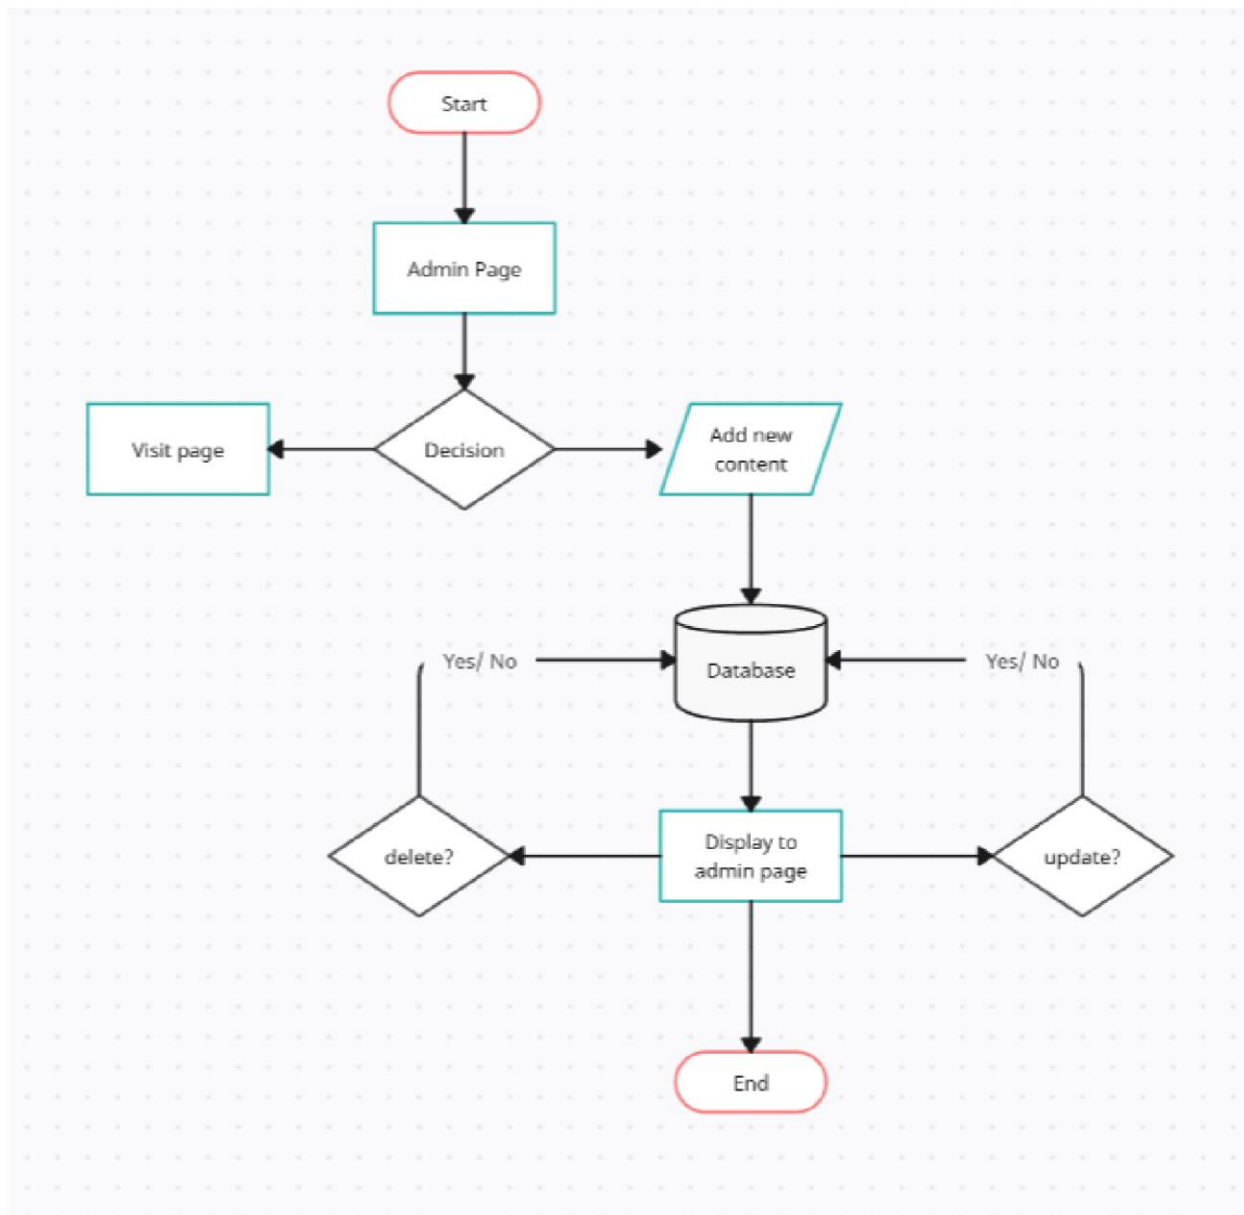 Start
Admin Page
Visit page
Decision
Add new
content
Yes/ No
Database
Yes/ No
delete?
Display to
admin page
update?
End